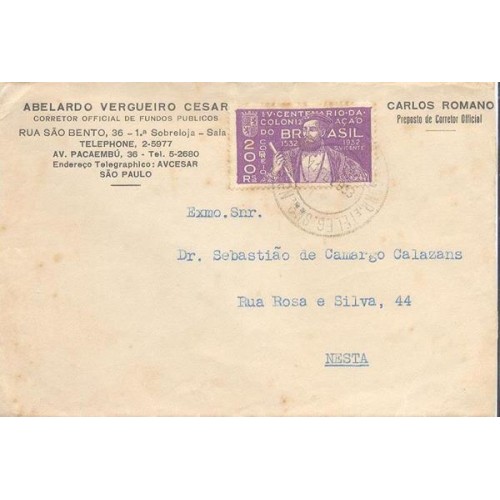 ABELARDO VERGUEIRO CESAR
CORRETOR OFFICIAL DE FUNDOS PUBLICOS
RUA SÃO BENTO, 36 - 1.ª Sobreloja - Sala
TELEPHONE, 2-5977
AV. PACAEMBÚ, 36 - Tel. 5-2680
Endereço Telegraphico: AVCESAR
SÃO PAULO
IV-CENTENARIO-DA
COLONIZAÇÃO
DO
BRASIL
1532 1932
S.VICENTE
CORREIO
200 RS
CARLOS ROMANO
Preposto de Corretor Official
Exmo.Snr.
Dr. Sebastião de Camargo Calazans
Rua Rosa e Silva, 44
NESTA